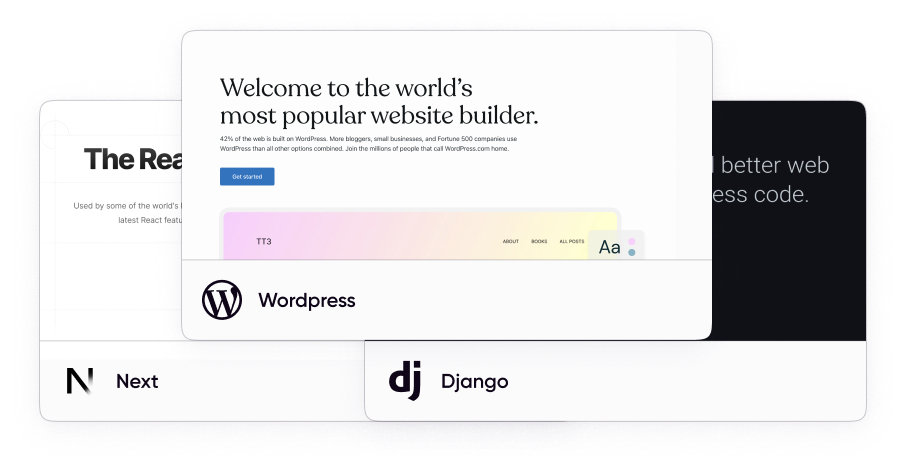 Welcome to the world's
most popular website builder.
42% of the web is built on WordPress. More bloggers, small businesses, and Fortune 500 companies use
WordPress than all other options combined. Join the millions of people that call WordPress.com home.
Get started
TT3
ABOUT BOOKS ALL POSTS
Aa
Wordpress
The Rea
Used by some of the world's
latest React featu
Next
better web
ess code.
dj Django